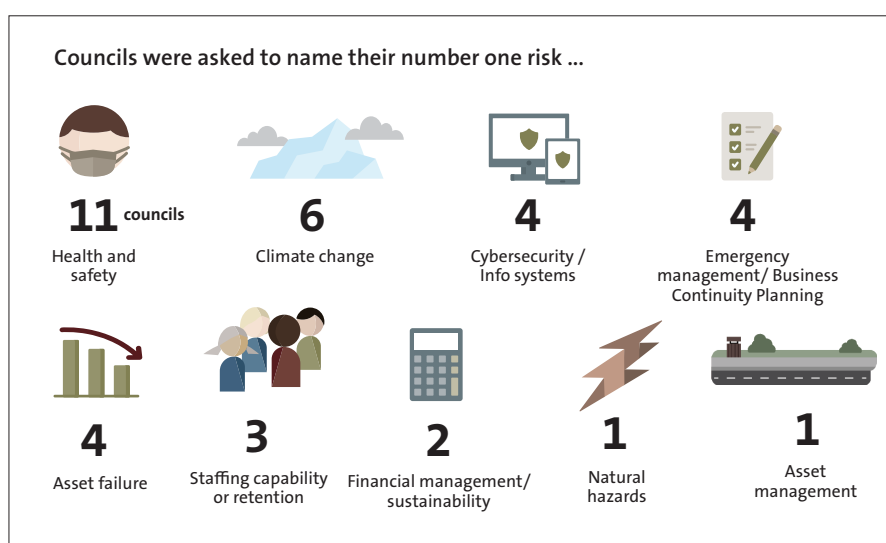 Councils were asked to name their number one risk ...
11 councils
Health and
safety
6
Climate change
4
Cybersecurity /
Info systems
4
Emergency
management/ Business
Continuity Planning
4
Asset failure
3
Staffing capability
or retention
2
Financial management/
sustainability
1
Natural
hazards
1
Asset
management